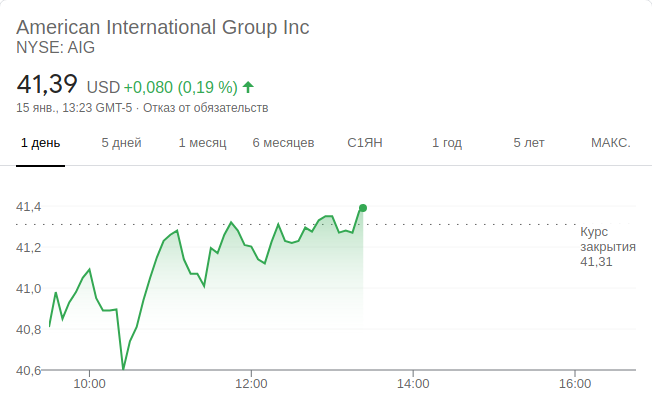 American International Group Inc
NYSE: AIG
41,39 USD +0,080 (0,19 %)
15 янв., 13:23 GMT-5 · Отказ от обязательств
1 день 5 дней 1 месяц 6 месяцев С1ЯН 1 год 5 лет МАКС.
41,4
Курс
закрытия
41,31
41,2
41,0
40,8
40,6
10:00 12:00 14:00 16:00